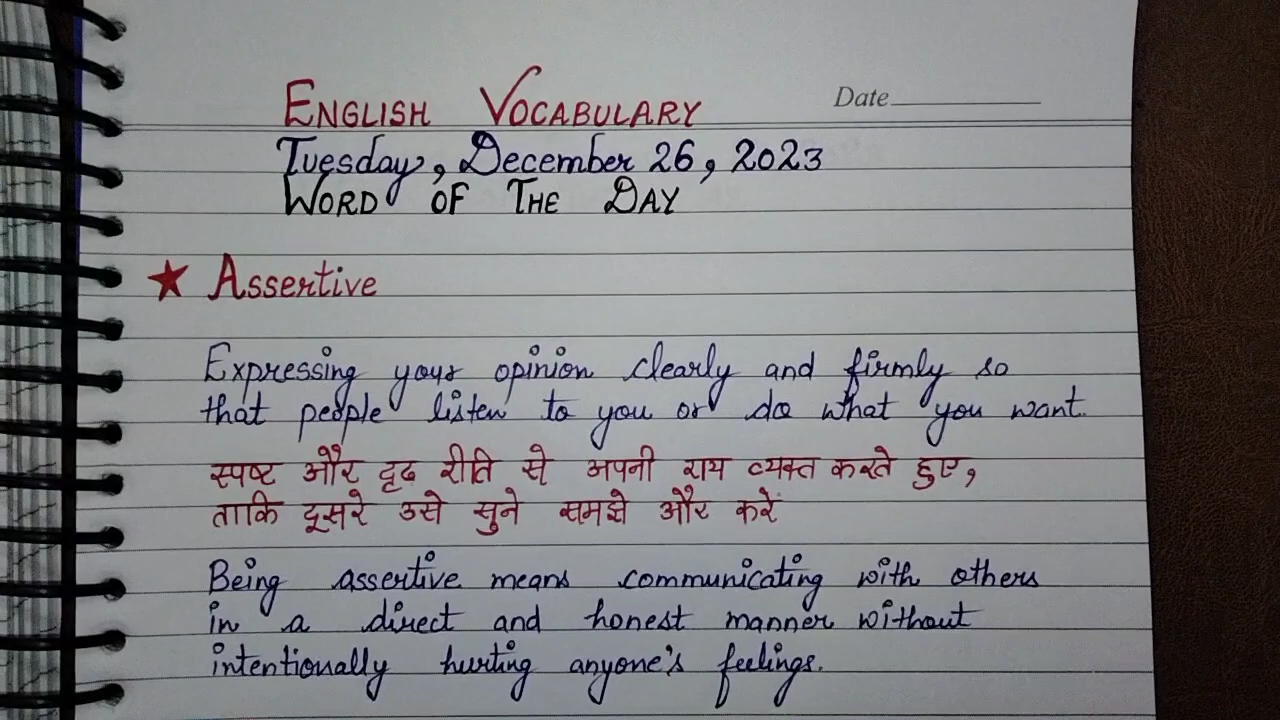 ENGLISH VOCABULARY
Date
Tuesday, December 26, 2023
WORD OF THE DAY
★ Assertive
Expressing your opinion clearly and firmly so
that people listen to you or do what you want.
स्पष्ट और दृढ रीति से अपनी राय व्यक्त करते हुए,
ताकि दूसरे उसे सुने समझे और करें
Being assertive means communicating with others
in a direct and honest manner without
intentionally hurting anyone's feelings.